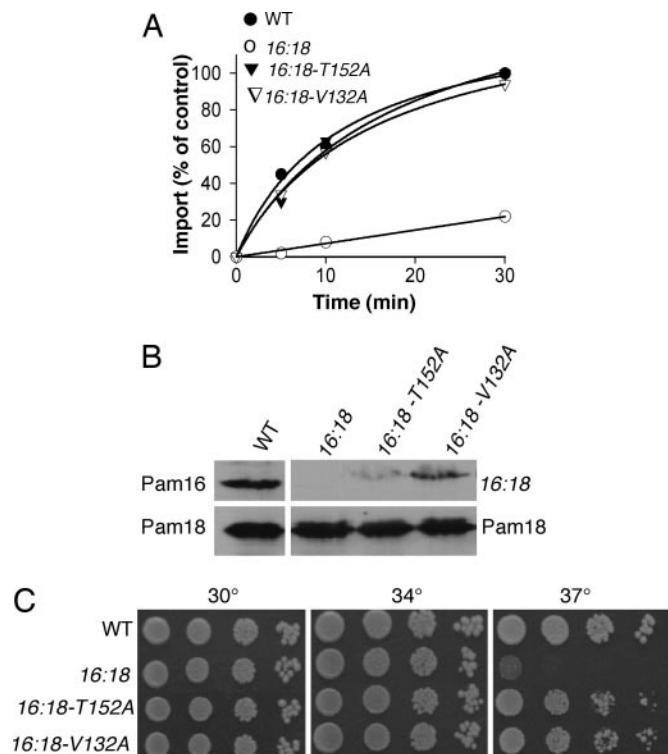 A
● WT
○ 16:18
▼ 16:18-T152A
▽ 16:18-V132A
Import (% of control)
100
80
60
40
20
0
0 10 20 30
Time (min)
B
WT 16:18 16:18-T152A 16:18-V132A
Pam16 16:18
Pam18 Pam18
C
30° 34° 37°
WT
16:18
16:18-T152A
16:18-V132A